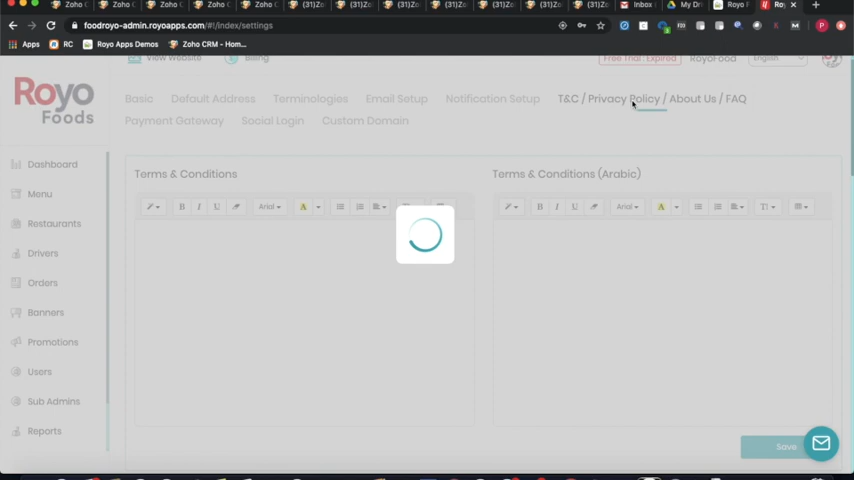 Zoho C
Zoho C
Zoho C
Zoho C
Zoho C
(31)Zo
(31)Zo
(31)Zo
(31)Zo
(31)Zo
(31)Zo
(31)Zo
Inbox
My Dr
Royo F
Ro
foodroyo-admin.royoapps.com/#!/index/settings
Apps
RC
Royo Apps Demos
Zoho CRM - Hom...
View Website
Billing
Free Trial : Expired
RoyoFood
English
Royo
Foods
Basic
Default Address
Terminologies
Email Setup
Notification Setup
T&C / Privacy Policy / About Us / FAQ
Payment Gateway
Social Login
Custom Domain
Dashboard
Menu
Restaurants
Drivers
Orders
Banners
Promotions
Users
Sub Admins
Reports
Terms & Conditions
Terms & Conditions (Arabic)
B I U
Arial
A
B I U
Arial
A
Save